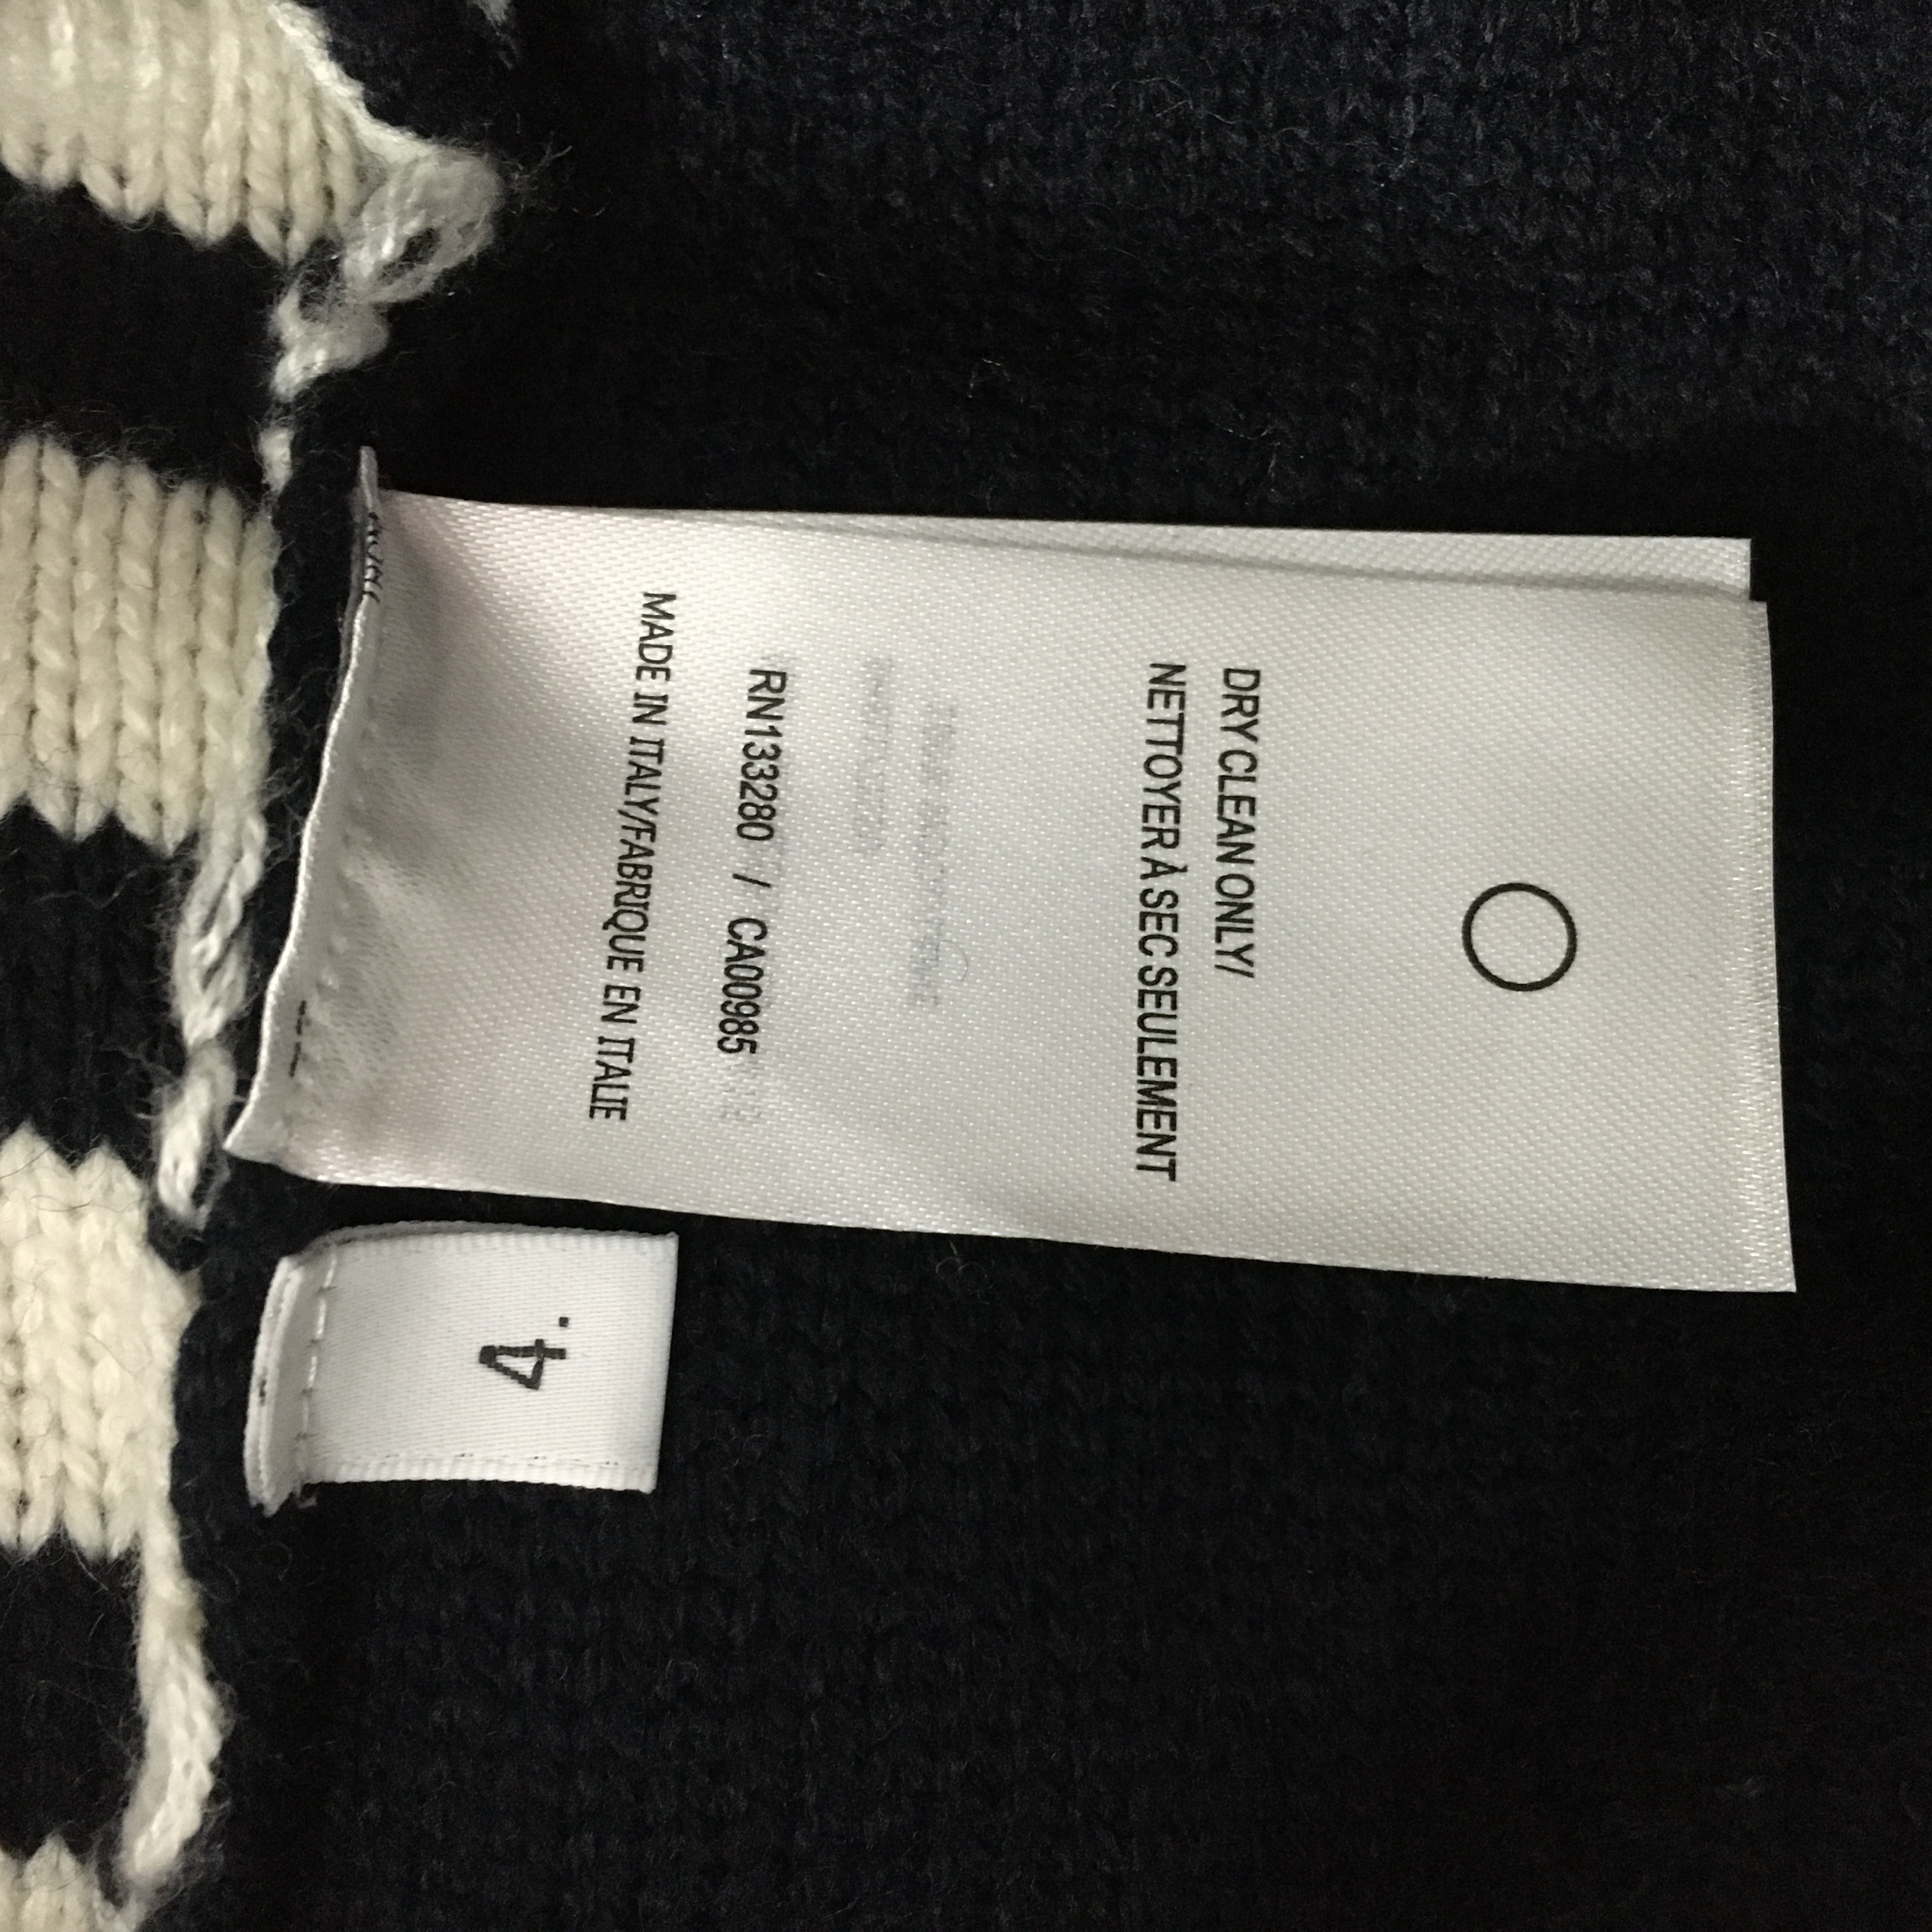 MADE IN ITALY/FABRIQUE EN ITALIE
RN133280 / CA00985
NETTOYER À SEC SEULEMENT
DRY CLEAN ONLY/
4.